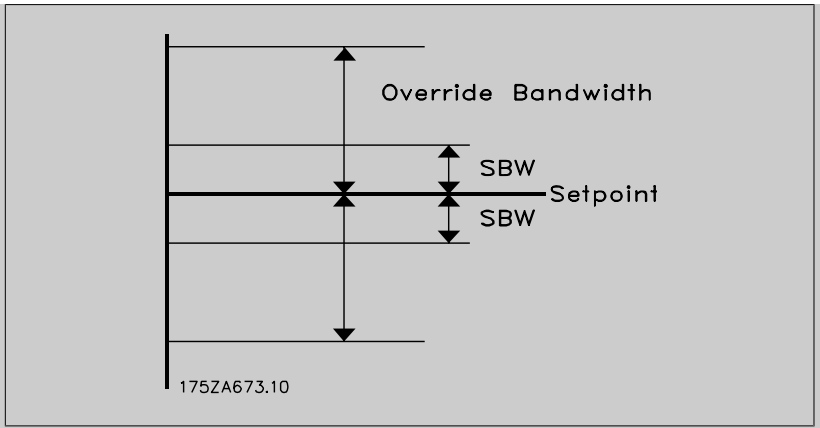 Override Bandwidth
SBW
Setpoint
SBW
175ZA673.10